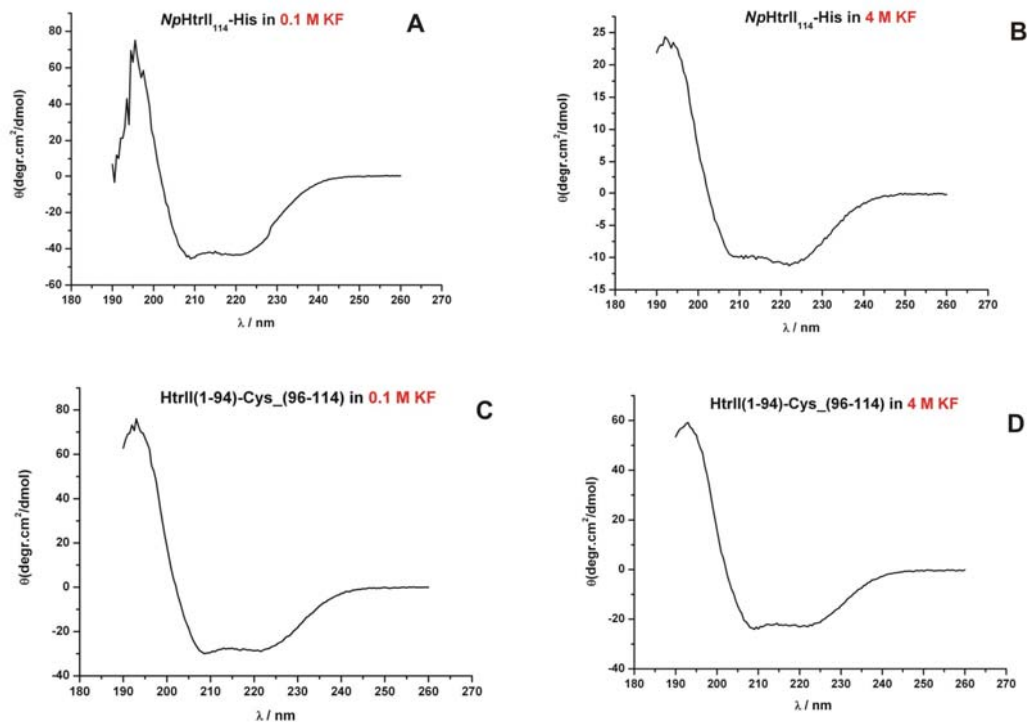 NpHtrII114-His in 0.1 M KF
A
θ(degr.cm²/dmol)
80
60
40
20
0
-20
-40
-60
180 190 200 210 220 230 240 250 260 270
λ / nm
NpHtrII114-His in 4 M KF
B
θ(degr.cm²/dmol)
25
20
15
10
5
0
-5
-10
-15
180 190 200 210 220 230 240 250 260 270
λ / nm
HtrII(1-94)-Cys_(96-114) in 0.1 M KF
C
θ(degr.cm²/dmol)
80
60
40
20
0
-20
-40
180 190 200 210 220 230 240 250 260 270
λ / nm
HtrII(1-94)-Cys_(96-114) in 4 M KF
D
θ(degr.cm²/dmol)
60
40
20
0
-20
-40
180 190 200 210 220 230 240 250 260 270
λ / nm